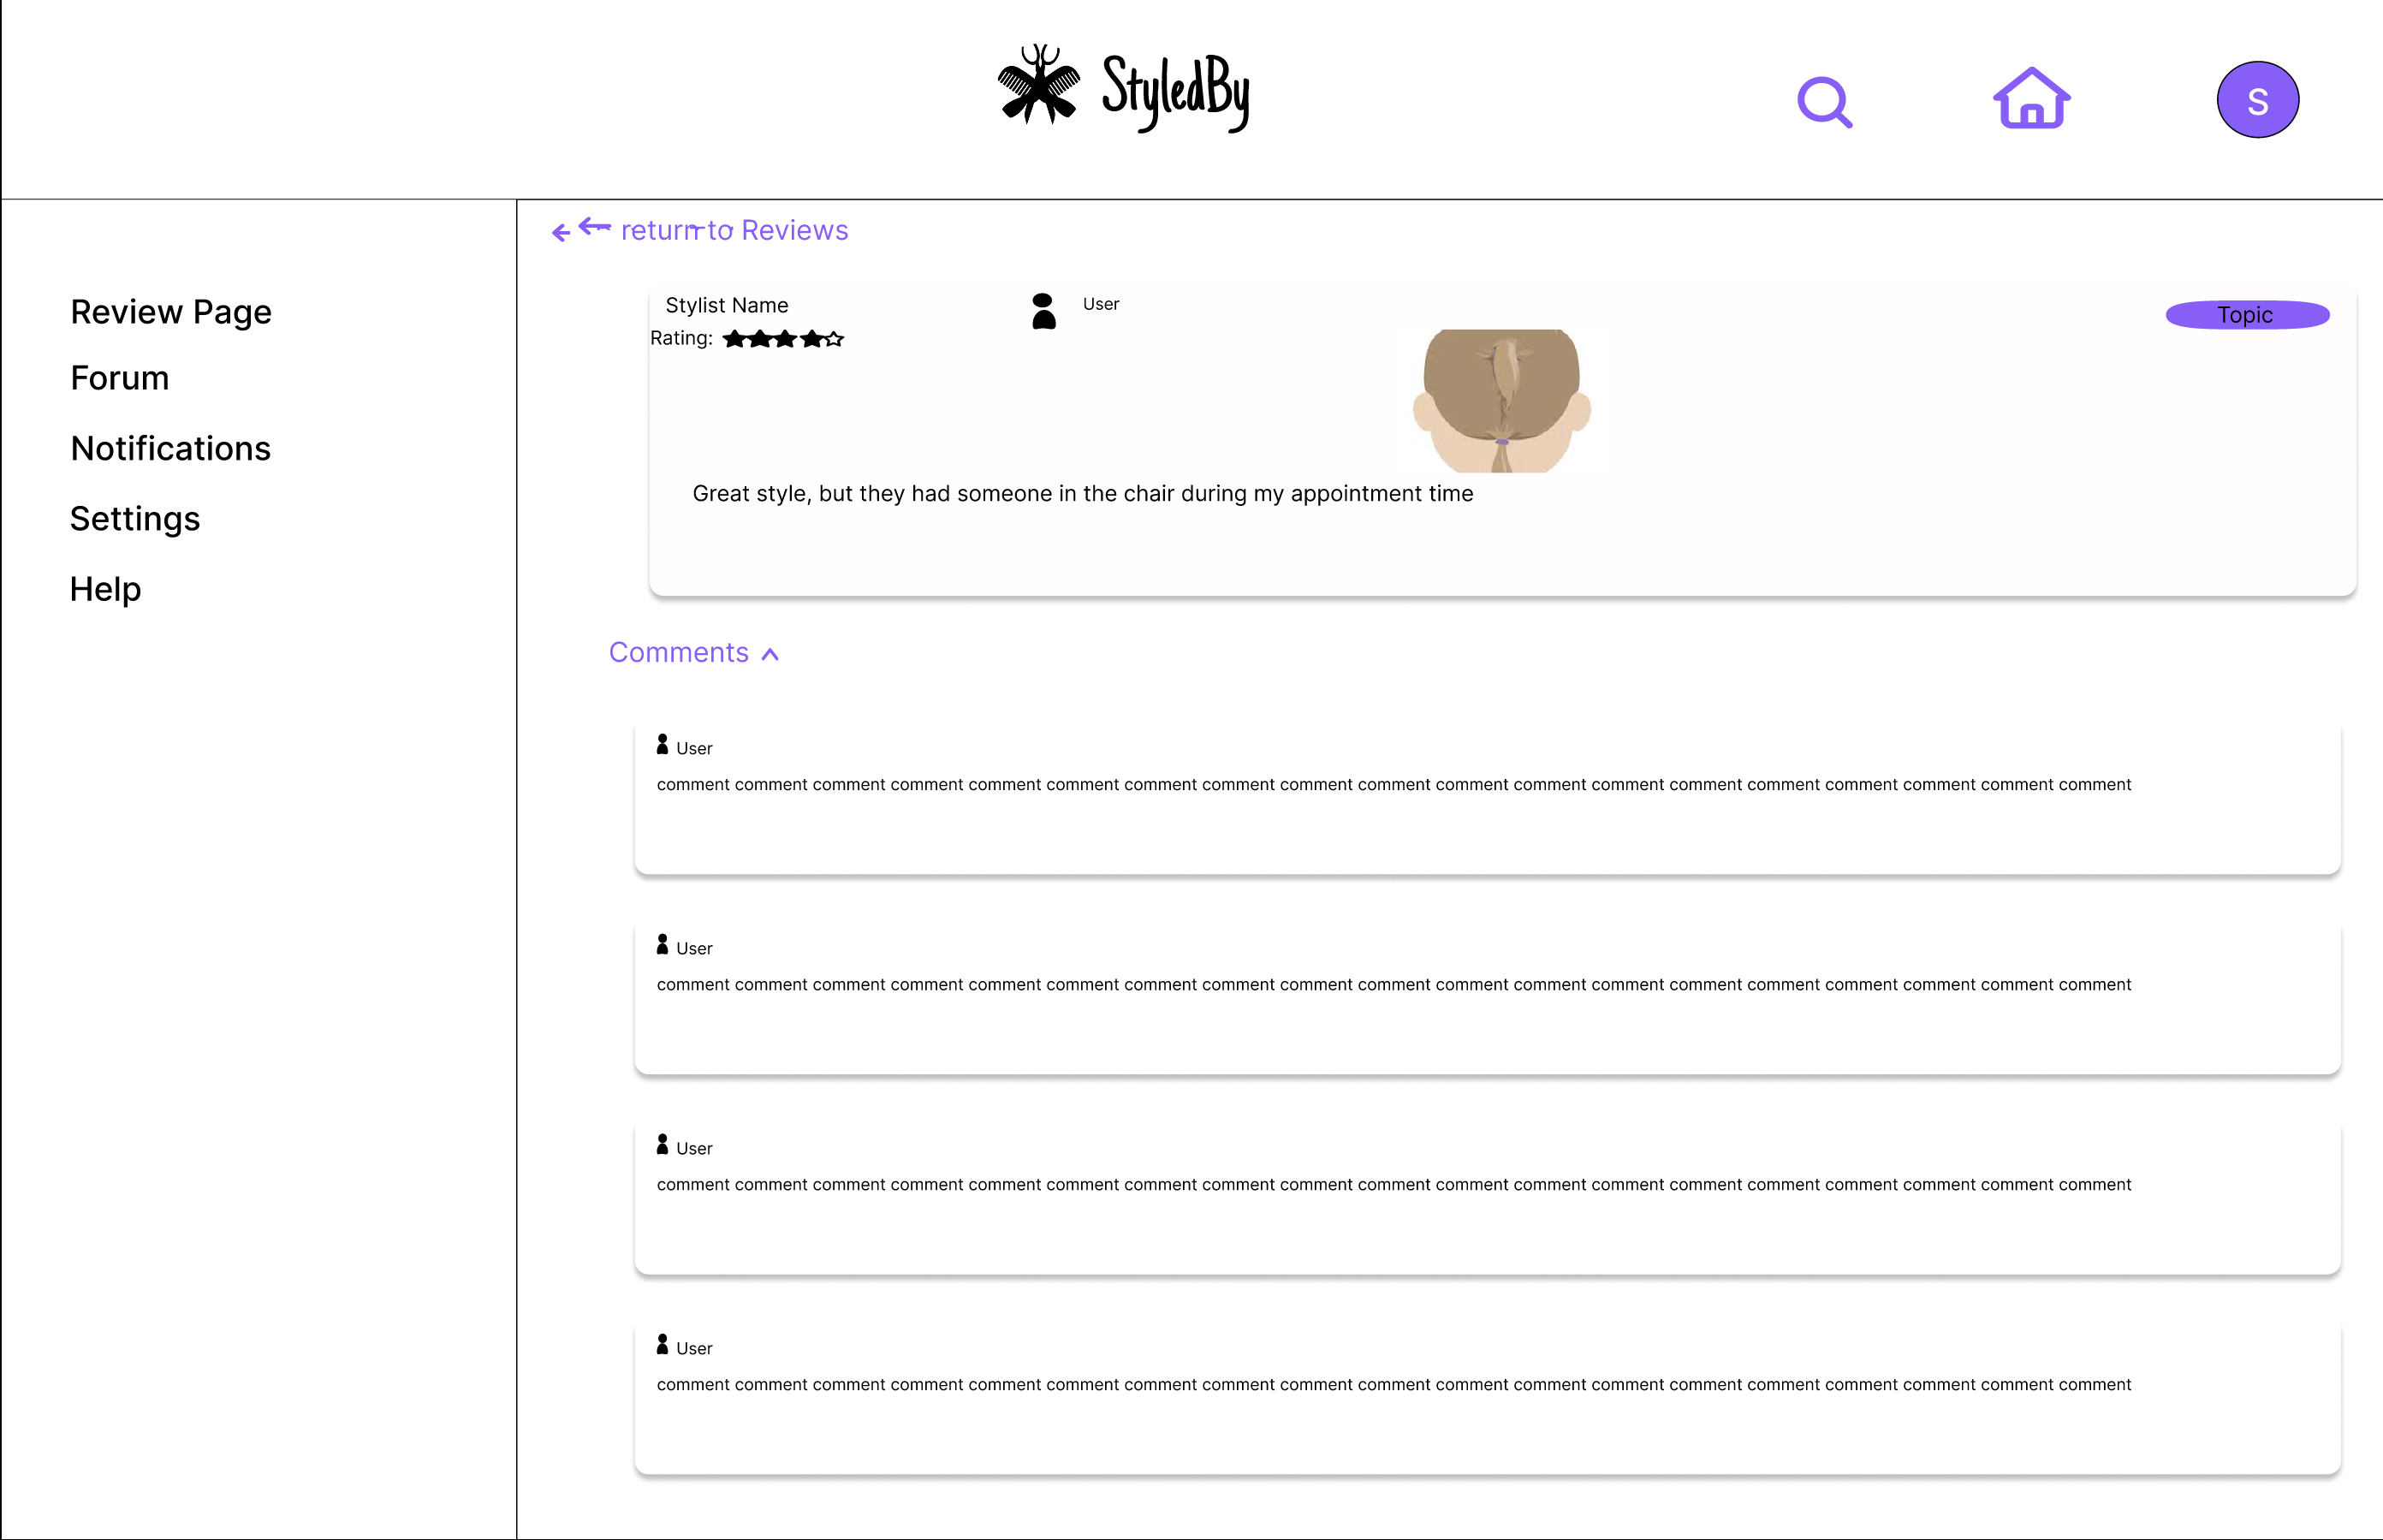 StyledBy
S
return to Reviews
Review Page
Forum
Notifications
Settings
Help
Stylist Name
User
Topic
Rating:
Great style, but they had someone in the chair during my appointment time
Comments
User
comment comment comment comment comment comment comment comment comment comment comment comment comment comment comment comment comment comment comment
User
comment comment comment comment comment comment comment comment comment comment comment comment comment comment comment comment comment comment comment
User
comment comment comment comment comment comment comment comment comment comment comment comment comment comment comment comment comment comment comment
User
comment comment comment comment comment comment comment comment comment comment comment comment comment comment comment comment comment comment comment